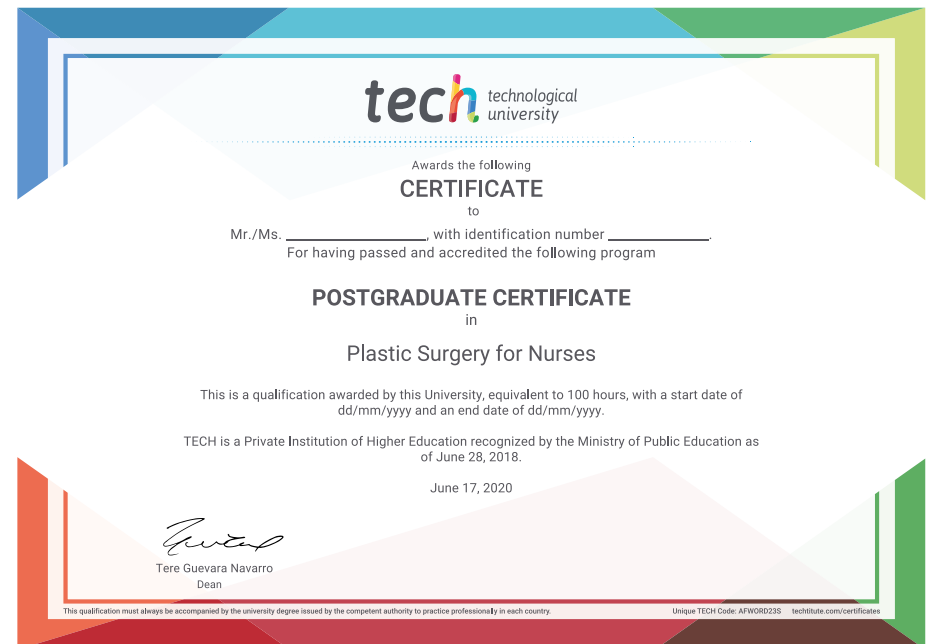 tech technological
university
Awards the following
CERTIFICATE
to
Mr./Ms. ____________________, with identification number ______________.
For having passed and accredited the following program
POSTGRADUATE CERTIFICATE
in
Plastic Surgery for Nurses
This is a qualification awarded by this University, equivalent to 100 hours, with a start date of
dd/mm/yyyy and an end date of dd/mm/yyyy.
TECH is a Private Institution of Higher Education recognized by the Ministry of Public Education as
of June 28, 2018.
June 17, 2020
Tere Guevara Navarro
Dean
This qualification must always be accompanied by the university degree issued by the competent authority to practice professionally in each country. Unique TECH Code: AFWORD23S techtitute.com/certificates